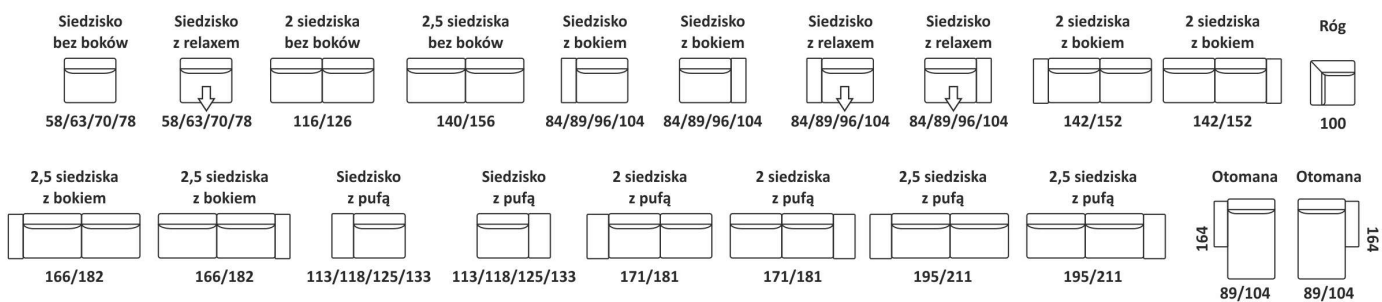 Siedzisko
bez boków
58/63/70/78
Siedzisko
z relaxem
58/63/70/78
2 siedziska
bez boków
116/126
2,5 siedziska
bez boków
140/156
Siedzisko
z bokiem
84/89/96/104
Siedzisko
z bokiem
84/89/96/104
Siedzisko
z relaxem
84/89/96/104
Siedzisko
z relaxem
84/89/96/104
2 siedziska
z bokiem
142/152
2 siedziska
z bokiem
142/152
Róg
100
2,5 siedziska
z bokiem
166/182
2,5 siedziska
z bokiem
166/182
Siedzisko
z pufą
113/118/125/133
Siedzisko
z pufą
113/118/125/133
2 siedziska
z pufą
171/181
2 siedziska
z pufą
171/181
2,5 siedziska
z pufą
195/211
2,5 siedziska
z pufą
195/211
Otomana
164
89/104
Otomana
164
89/104